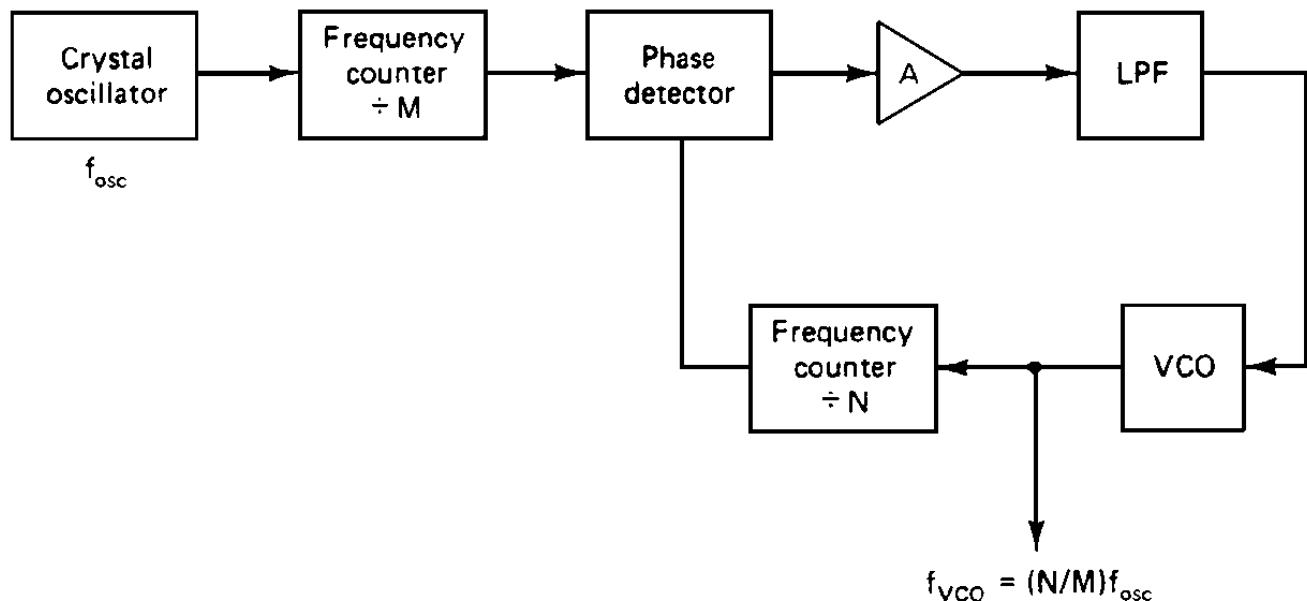 Crystal
oscillator
f_osc
Frequency
counter
÷ M
Phase
detector
A
LPF
VCO
Frequency
counter
÷ N
f_VCO = (N/M)f_osc